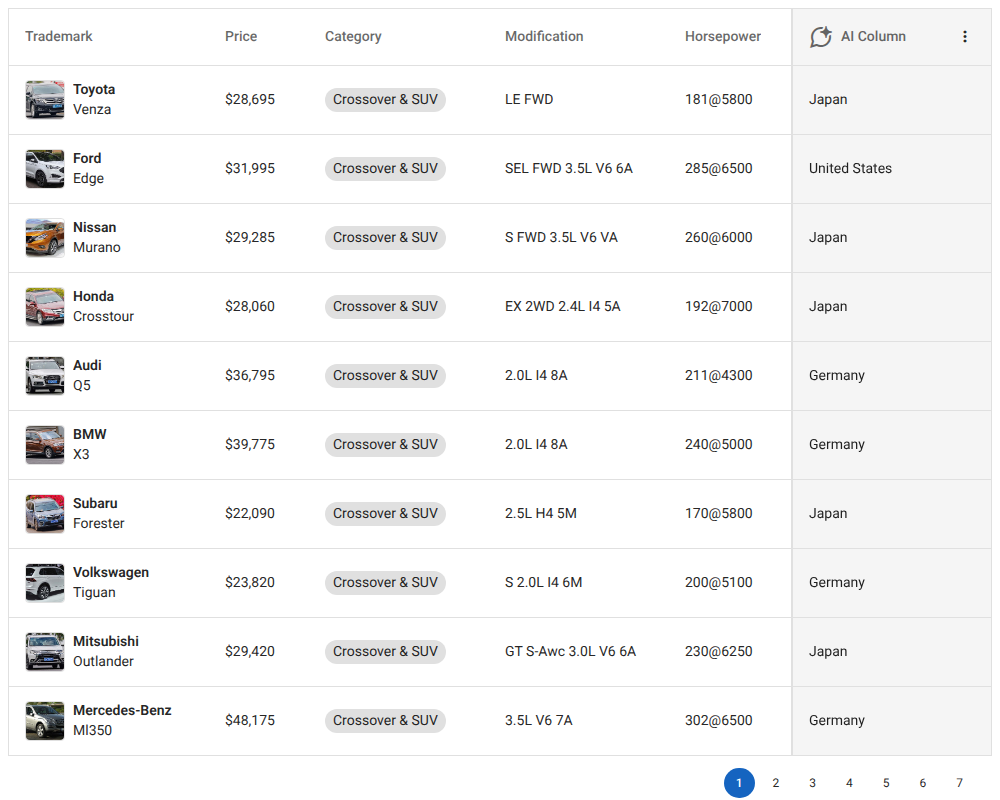 Trademark Price Category Modification Horsepower AI Column
Toyota
Venza
$28,695 Crossover & SUV LE FWD 181@5800 Japan
Ford
Edge
$31,995 Crossover & SUV SEL FWD 3.5L V6 6A 285@6500 United States
Nissan
Murano
$29,285 Crossover & SUV S FWD 3.5L V6 VA 260@6000 Japan
Honda
Crosstour
$28,060 Crossover & SUV EX 2WD 2.4L I4 5A 192@7000 Japan
Audi
Q5
$36,795 Crossover & SUV 2.0L I4 8A 211@4300 Germany
BMW
X3
$39,775 Crossover & SUV 2.0L I4 8A 240@5000 Germany
Subaru
Forester
$22,090 Crossover & SUV 2.5L H4 5M 170@5800 Japan
Volkswagen
Tiguan
$23,820 Crossover & SUV S 2.0L I4 6M 200@5100 Germany
Mitsubishi
Outlander
$29,420 Crossover & SUV GT S-Awc 3.0L V6 6A 230@6250 Japan
Mercedes-Benz
Ml350
$48,175 Crossover & SUV 3.5L V6 7A 302@6500 Germany
1 2 3 4 5 6 7